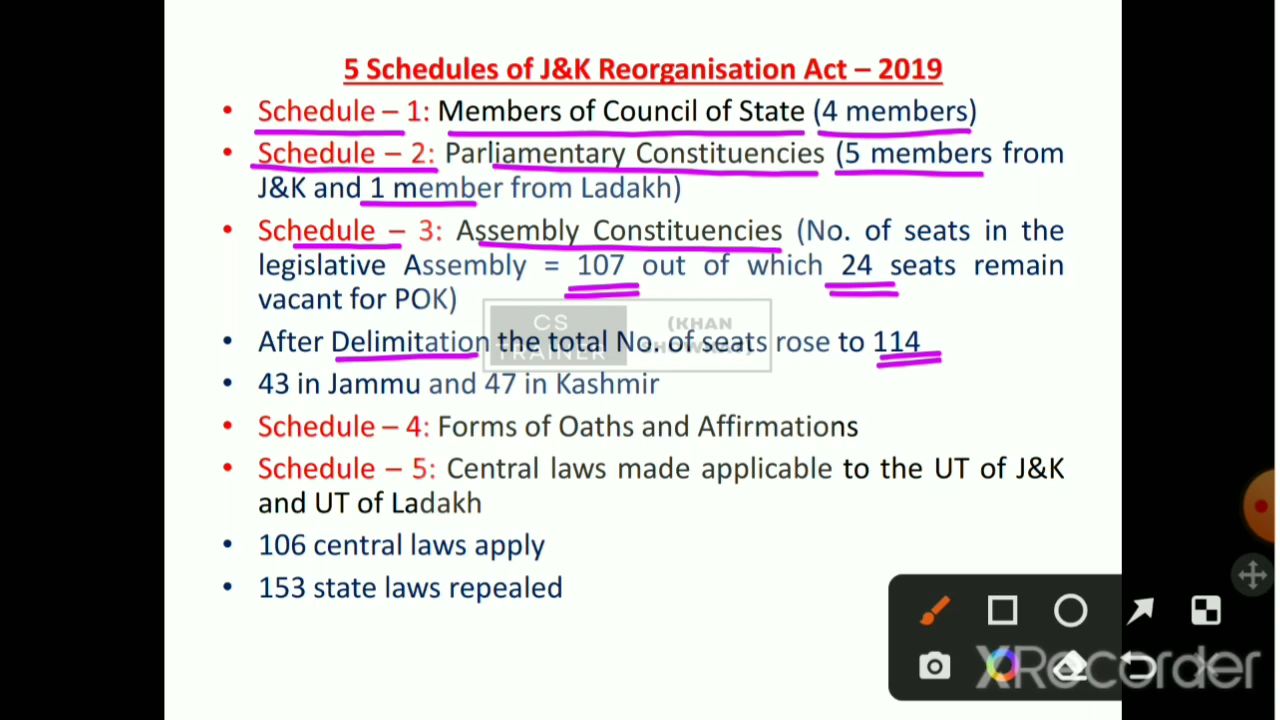 5 Schedules of J&K Reorganisation Act – 2019
• Schedule – 1: Members of Council of State (4 members)
• Schedule – 2: Parliamentary Constituencies (5 members from
J&K and 1 member from Ladakh)
• Schedule – 3: Assembly Constituencies (No. of seats in the
legislative Assembly = 107 out of which 24 seats remain
vacant for POK)
CS
TRAINER
(KHAN
• After Delimitation the total No. of seats rose to 114
• 43 in Jammu and 47 in Kashmir
• Schedule – 4: Forms of Oaths and Affirmations
• Schedule – 5: Central laws made applicable to the UT of J&K
and UT of Ladakh
• 106 central laws apply
• 153 state laws repealed
XRecorder